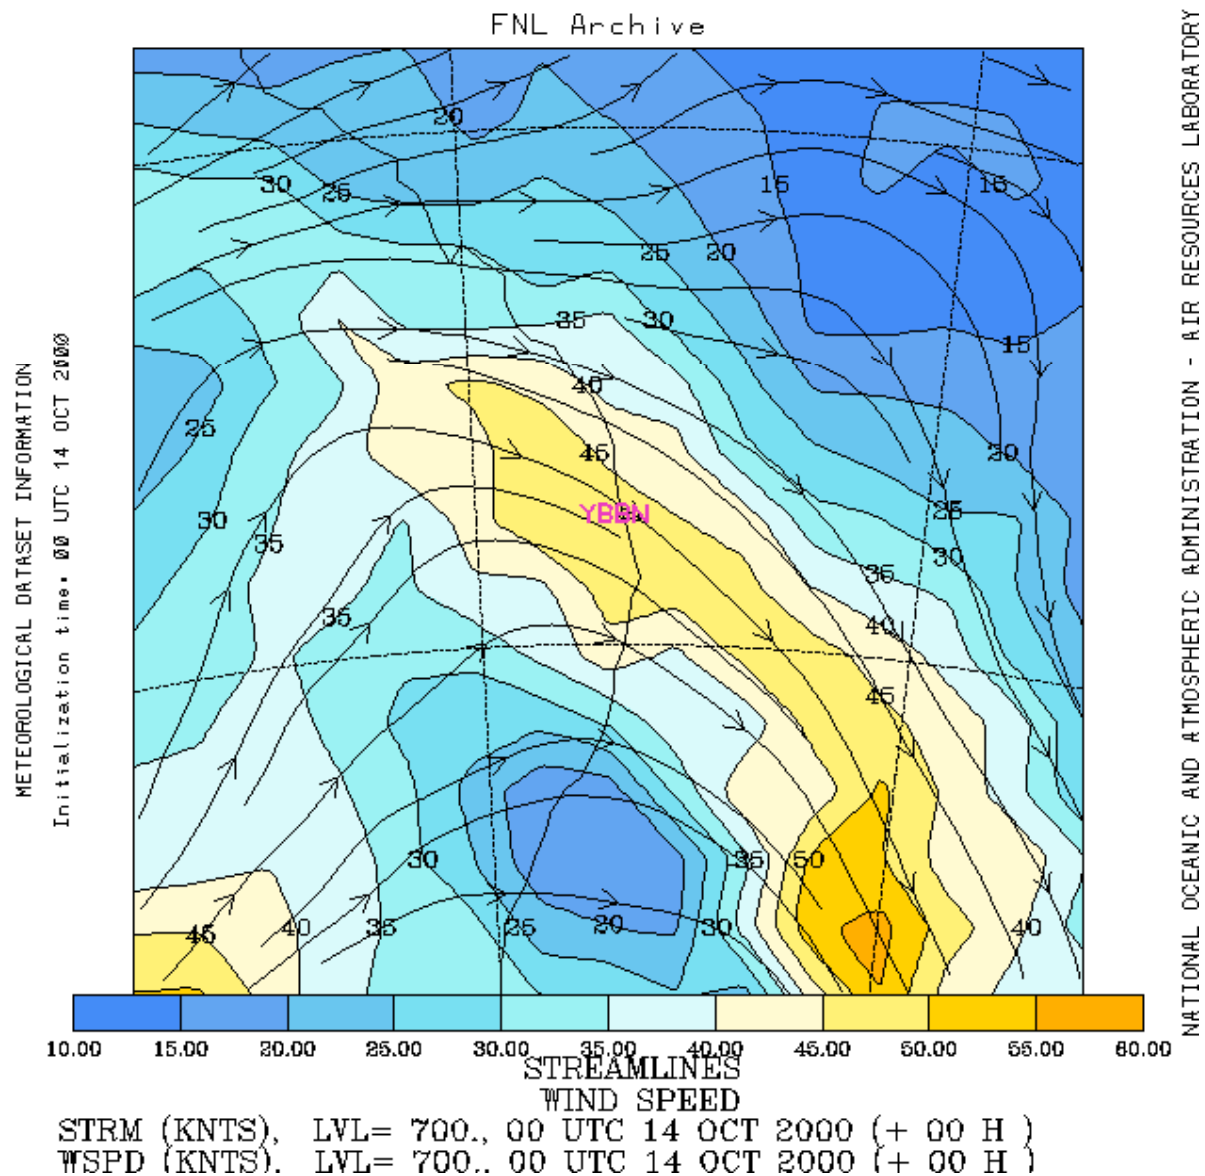 FNL Archive
NATIONAL OCEANIC AND ATMOSPHERIC ADMINISTRATION - AIR RESOURCES LABORATORY
METEOROLOGICAL DATASET INFORMATION
Initialization time: 00 UTC 14 OCT 2000
20
30 25 15 15
25 20
35 30 15
40
25 45 20
30 YBBN 25
35 30
35 35 40
45
30 35 50
45 40 35 25 20 30 40
10.00 15.00 20.00 25.00 30.00 35.00 40.00 45.00 50.00 55.00 60.00
STREAMLINES
WIND SPEED
STRM (KNTS), LVL= 700., 00 UTC 14 OCT 2000 (+ 00 H )
WSPD (KNTS), LVL= 700., 00 UTC 14 OCT 2000 (+ 00 H )